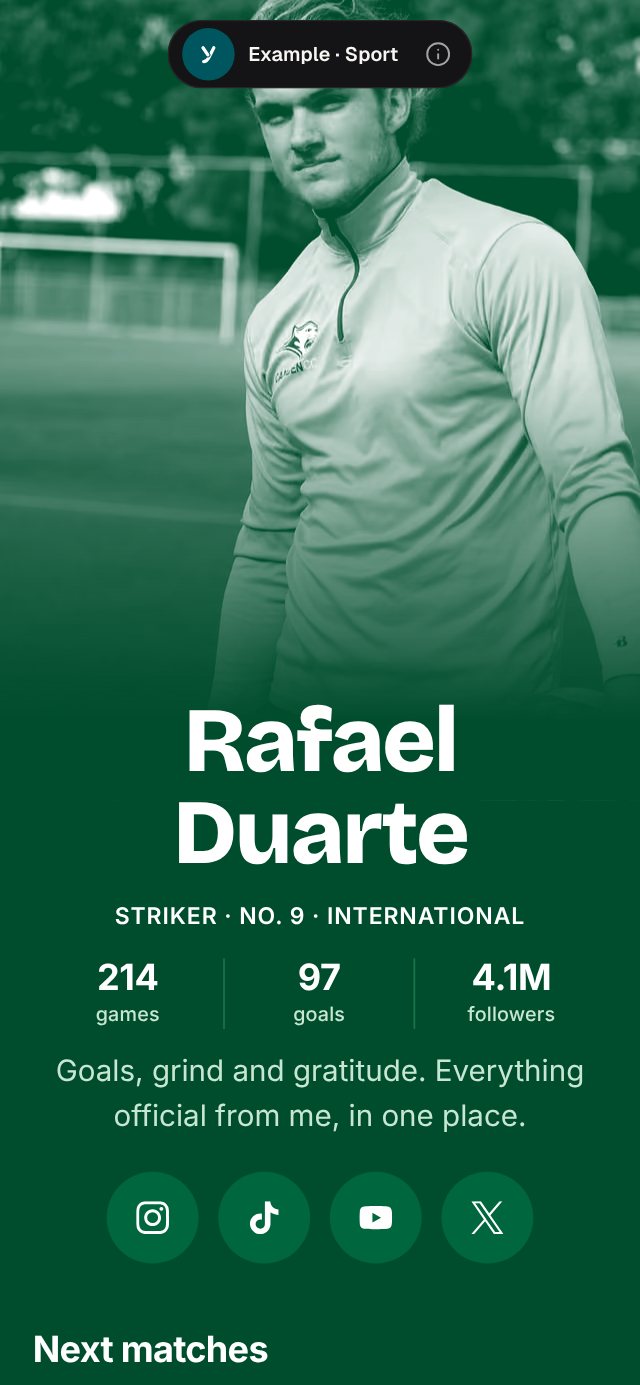 y Example · Sport
Rafael
Duarte
STRIKER · NO. 9 · INTERNATIONAL
214
games
97
goals
4.1M
followers
Goals, grind and gratitude. Everything
official from me, in one place.
Next matches